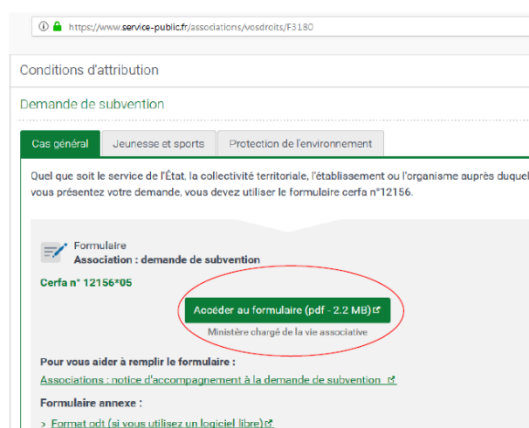 https://www.service-public.fr/associations/vosdroits/F3180
Conditions d'attribution
Demande de subvention
Cas général Jeunesse et sports Protection de l'environnement
Quel que soit le service de l'État, la collectivité territoriale, l'établissement ou l'organisme auprès duquel
vous présentez votre demande, vous devez utiliser le formulaire cerfa n°12156.
Formulaire
Association : demande de subvention
Cerfa n° 12156*05
Accéder au formulaire (pdf - 2.2 MB)
Ministère chargé de la vie associative
Pour vous aider à remplir le formulaire :
Associations : notice d'accompagnement à la demande de subvention
Formulaire annexe :
> Format odt (si vous utilisez un logiciel libre)